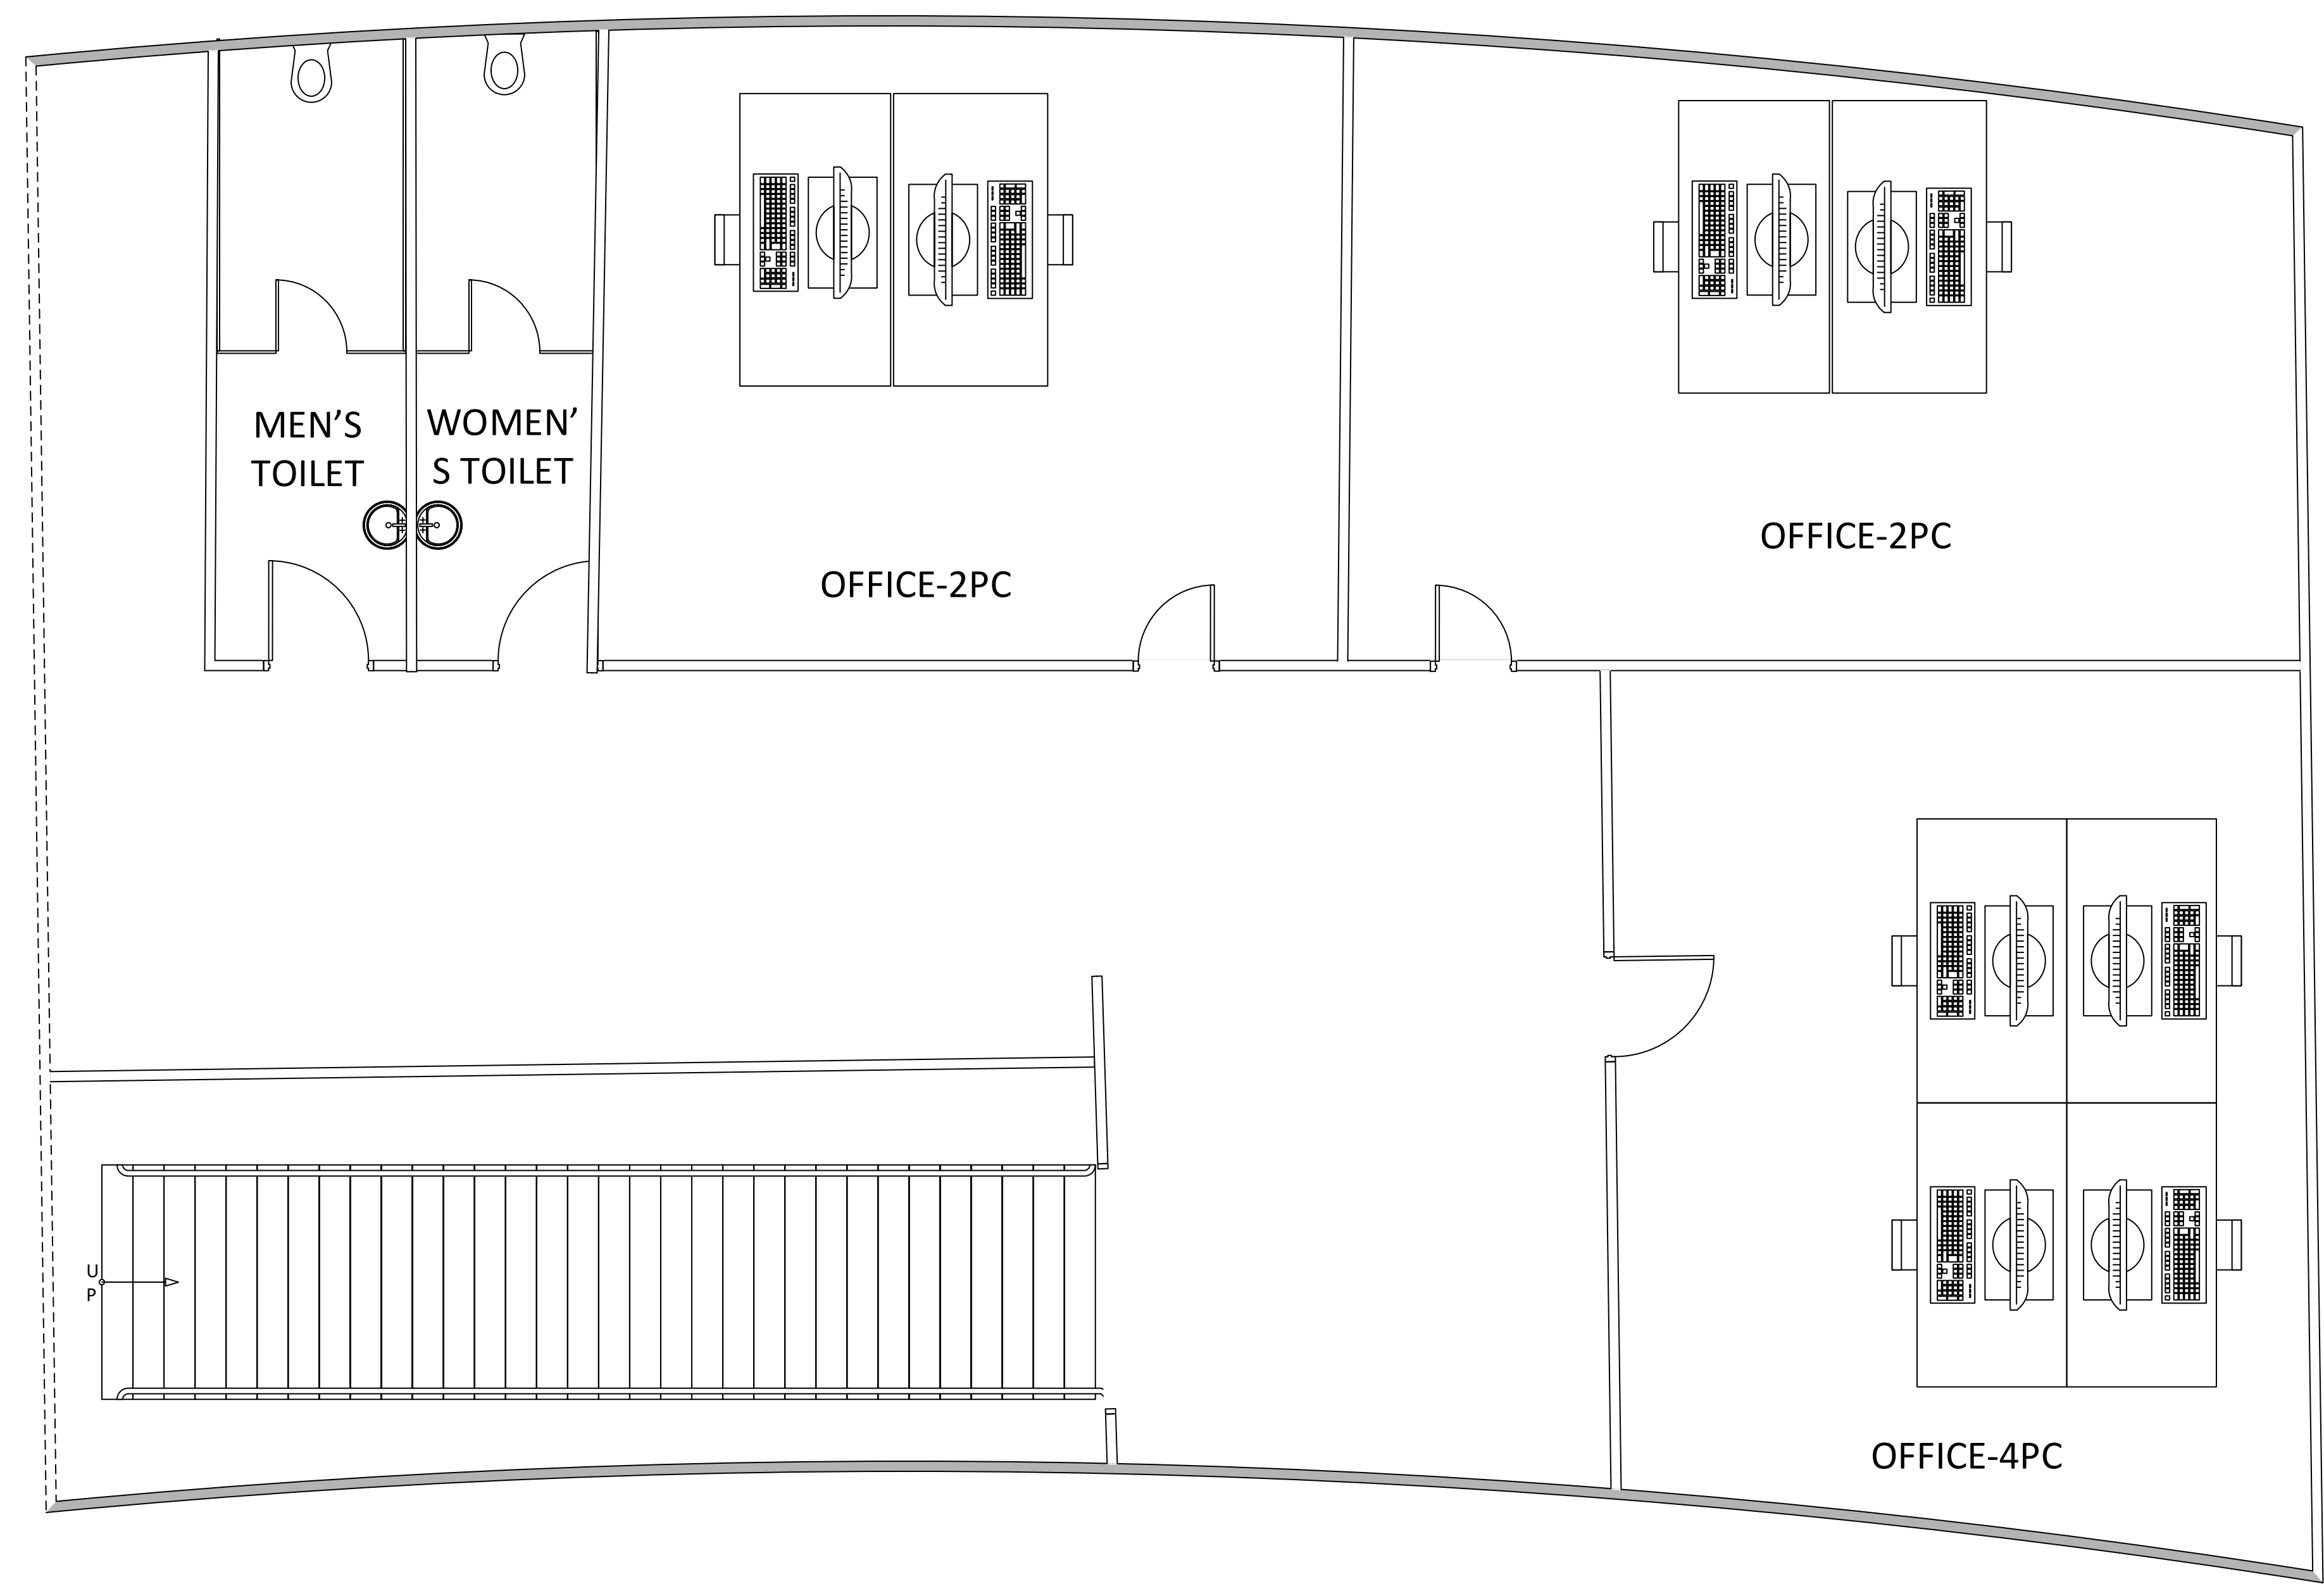 MEN’S
TOILET
WOMEN’
S TOILET
OFFICE-2PC
OFFICE-2PC
U
P
OFFICE-4PC